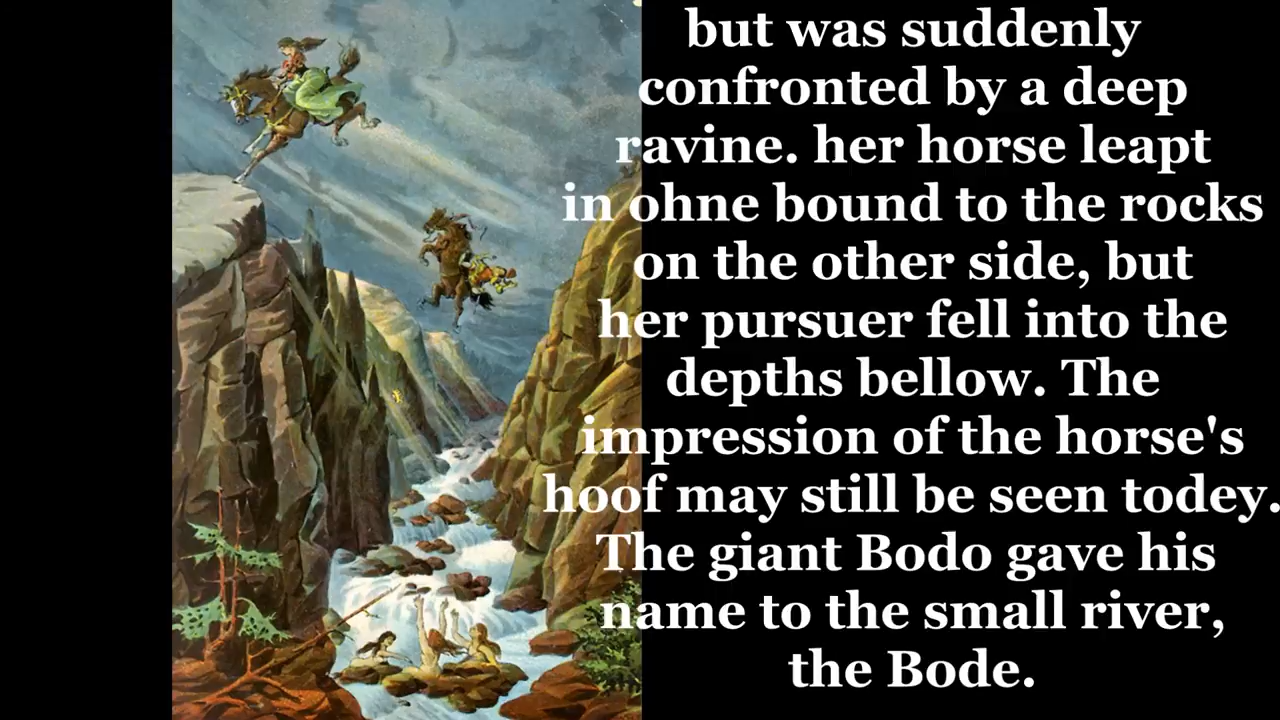 but was suddenly
confronted by a deep
ravine. her horse leapt
in ohne bound to the rocks
on the other side, but
her pursuer fell into the
depths bellow. The
impression of the horse's
hoof may still be seen todey.
The giant Bodo gave his
name to the small river,
the Bode.